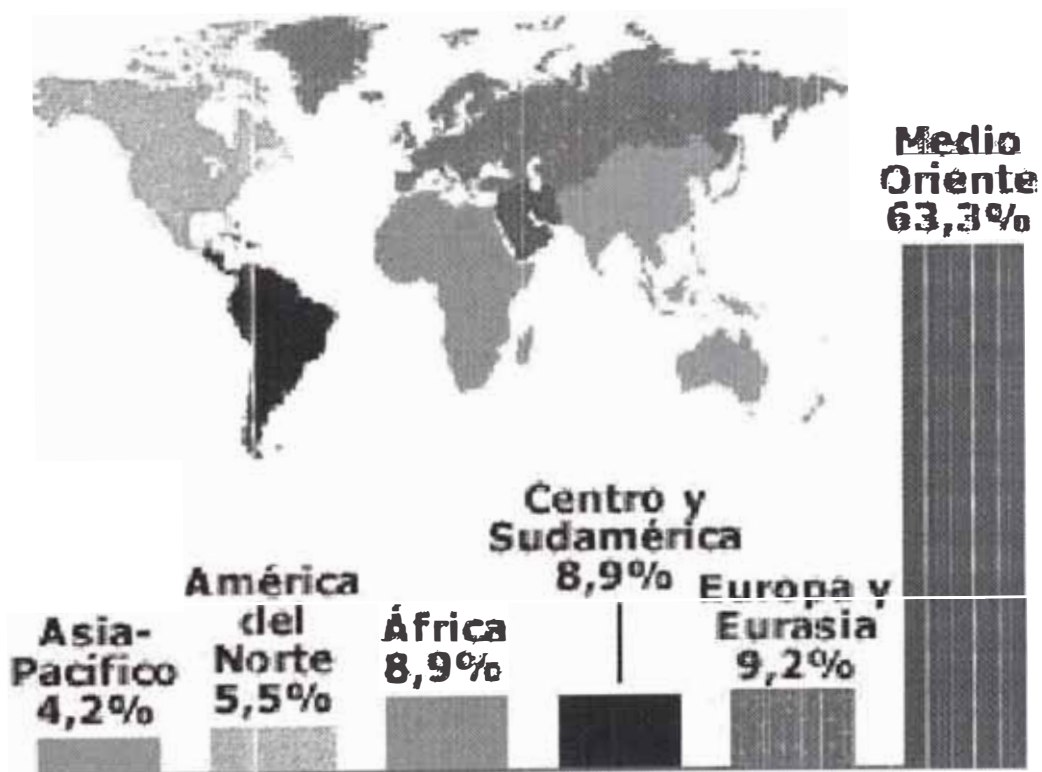 Medio
Oriente
63,3%
Centro y
Sudamérica
8,9%
América
del
Norte
5,5%
Europa y
Eurasia
9,2%
Asia-
Pacífico
4,2%
África
8,9%